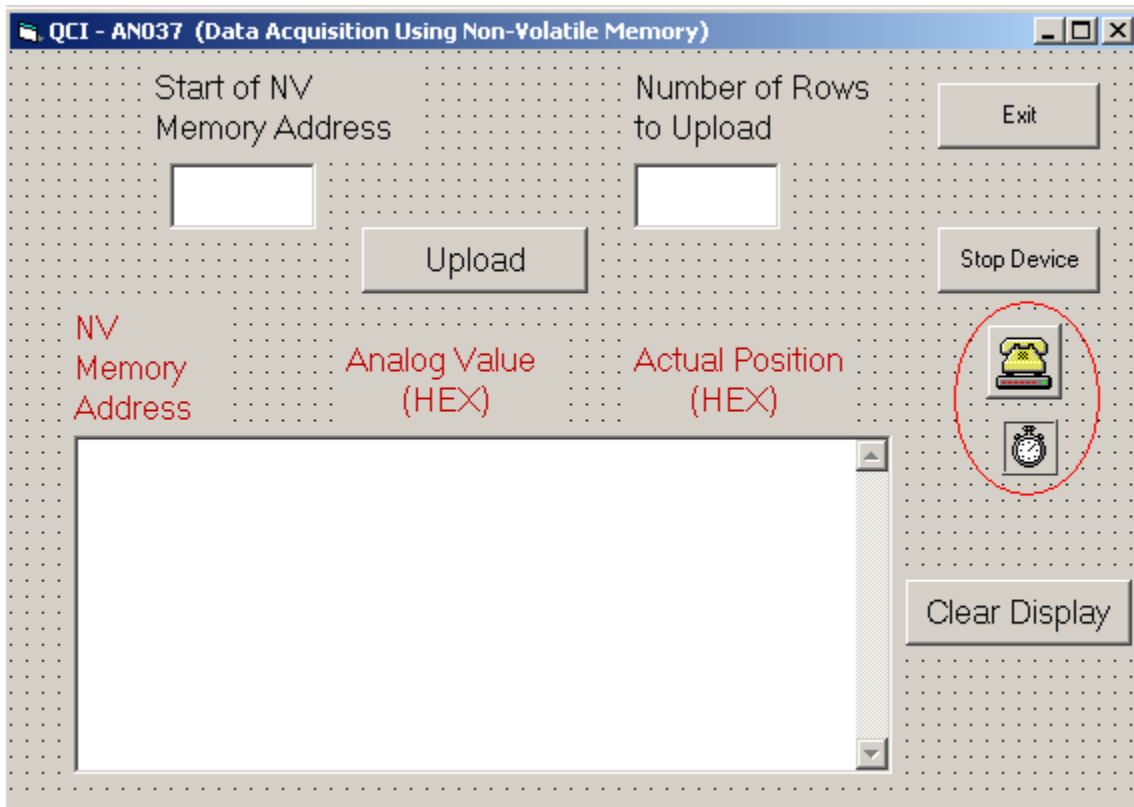 QCI - AN037 (Data Acquisition Using Non-Volatile Memory)
Start of NV
Memory Address
Number of Rows
to Upload
Exit
Upload
Stop Device
NV
Memory
Address
Analog Value
(HEX)
Actual Position
(HEX)
Clear Display